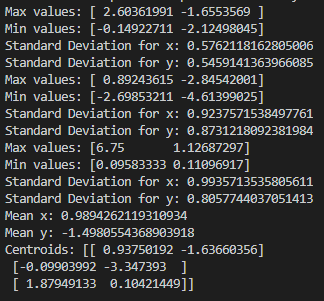 Max values: [ 2.60361991 -1.6553569 ]
Min values: [-0.14922711 -2.12498045]
Standard Deviation for x: 0.5762118162805006
Standard Deviation for y: 0.5459141363966085
Max values: [ 0.89243615 -2.84542001]
Min values: [-2.69853211 -4.61399025]
Standard Deviation for x: 0.9237571538497761
Standard Deviation for y: 0.8731218092381984
Max values: [6.75       1.12687297]
Min values: [0.09583333 0.11096917]
Standard Deviation for x: 0.9935713535805611
Standard Deviation for y: 0.8057744037051413
Mean x: 0.9894262119310934
Mean y: -1.4980554368903918
Centroids: [[ 0.93750192 -1.63660356]
 [-0.09903992 -3.347393  ]
 [ 1.87949133  0.10421449]]